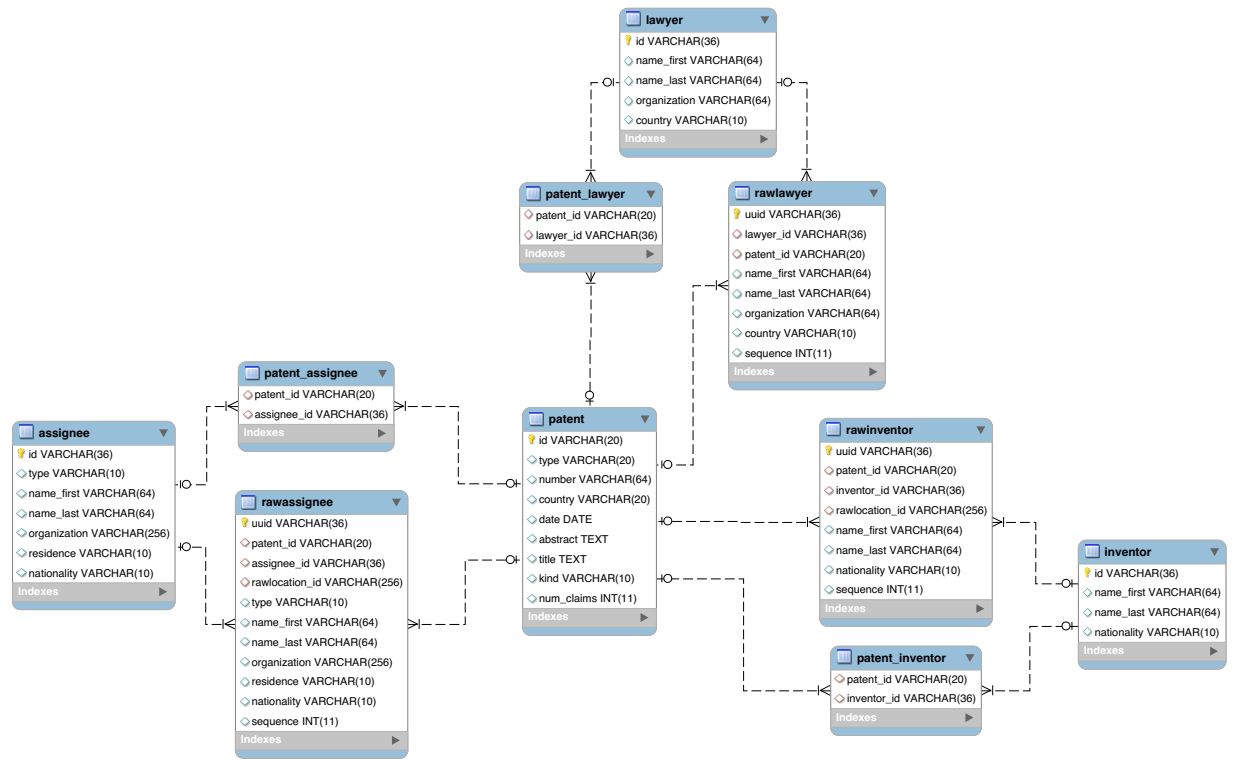 lawyer
id VARCHAR(36)
name_first VARCHAR(64)
name_last VARCHAR(64)
organization VARCHAR(64)
country VARCHAR(10)
Indexes
patent_lawyer
patent_id VARCHAR(20)
lawyer_id VARCHAR(36)
Indexes
rawlawyer
uuid VARCHAR(36)
lawyer_id VARCHAR(36)
patent_id VARCHAR(20)
name_first VARCHAR(64)
name_last VARCHAR(64)
organization VARCHAR(64)
country VARCHAR(10)
sequence INT(11)
Indexes
patent_assignee
patent_id VARCHAR(20)
assignee_id VARCHAR(36)
Indexes
assignee
id VARCHAR(36)
type VARCHAR(10)
name_first VARCHAR(64)
name_last VARCHAR(64)
organization VARCHAR(256)
residence VARCHAR(10)
nationality VARCHAR(10)
Indexes
rawassignee
uuid VARCHAR(36)
patent_id VARCHAR(20)
assignee_id VARCHAR(36)
rawlocation_id VARCHAR(256)
type VARCHAR(10)
name_first VARCHAR(64)
name_last VARCHAR(64)
organization VARCHAR(256)
residence VARCHAR(10)
nationality VARCHAR(10)
sequence INT(11)
Indexes
patent
id VARCHAR(20)
type VARCHAR(20)
number VARCHAR(64)
country VARCHAR(20)
date DATE
abstract TEXT
title TEXT
kind VARCHAR(10)
num_claims INT(11)
Indexes
rawinventor
uuid VARCHAR(36)
patent_id VARCHAR(20)
inventor_id VARCHAR(36)
rawlocation_id VARCHAR(256)
name_first VARCHAR(64)
name_last VARCHAR(64)
nationality VARCHAR(10)
sequence INT(11)
Indexes
inventor
id VARCHAR(36)
name_first VARCHAR(64)
name_last VARCHAR(64)
nationality VARCHAR(10)
Indexes
patent_inventor
patent_id VARCHAR(20)
inventor_id VARCHAR(36)
Indexes